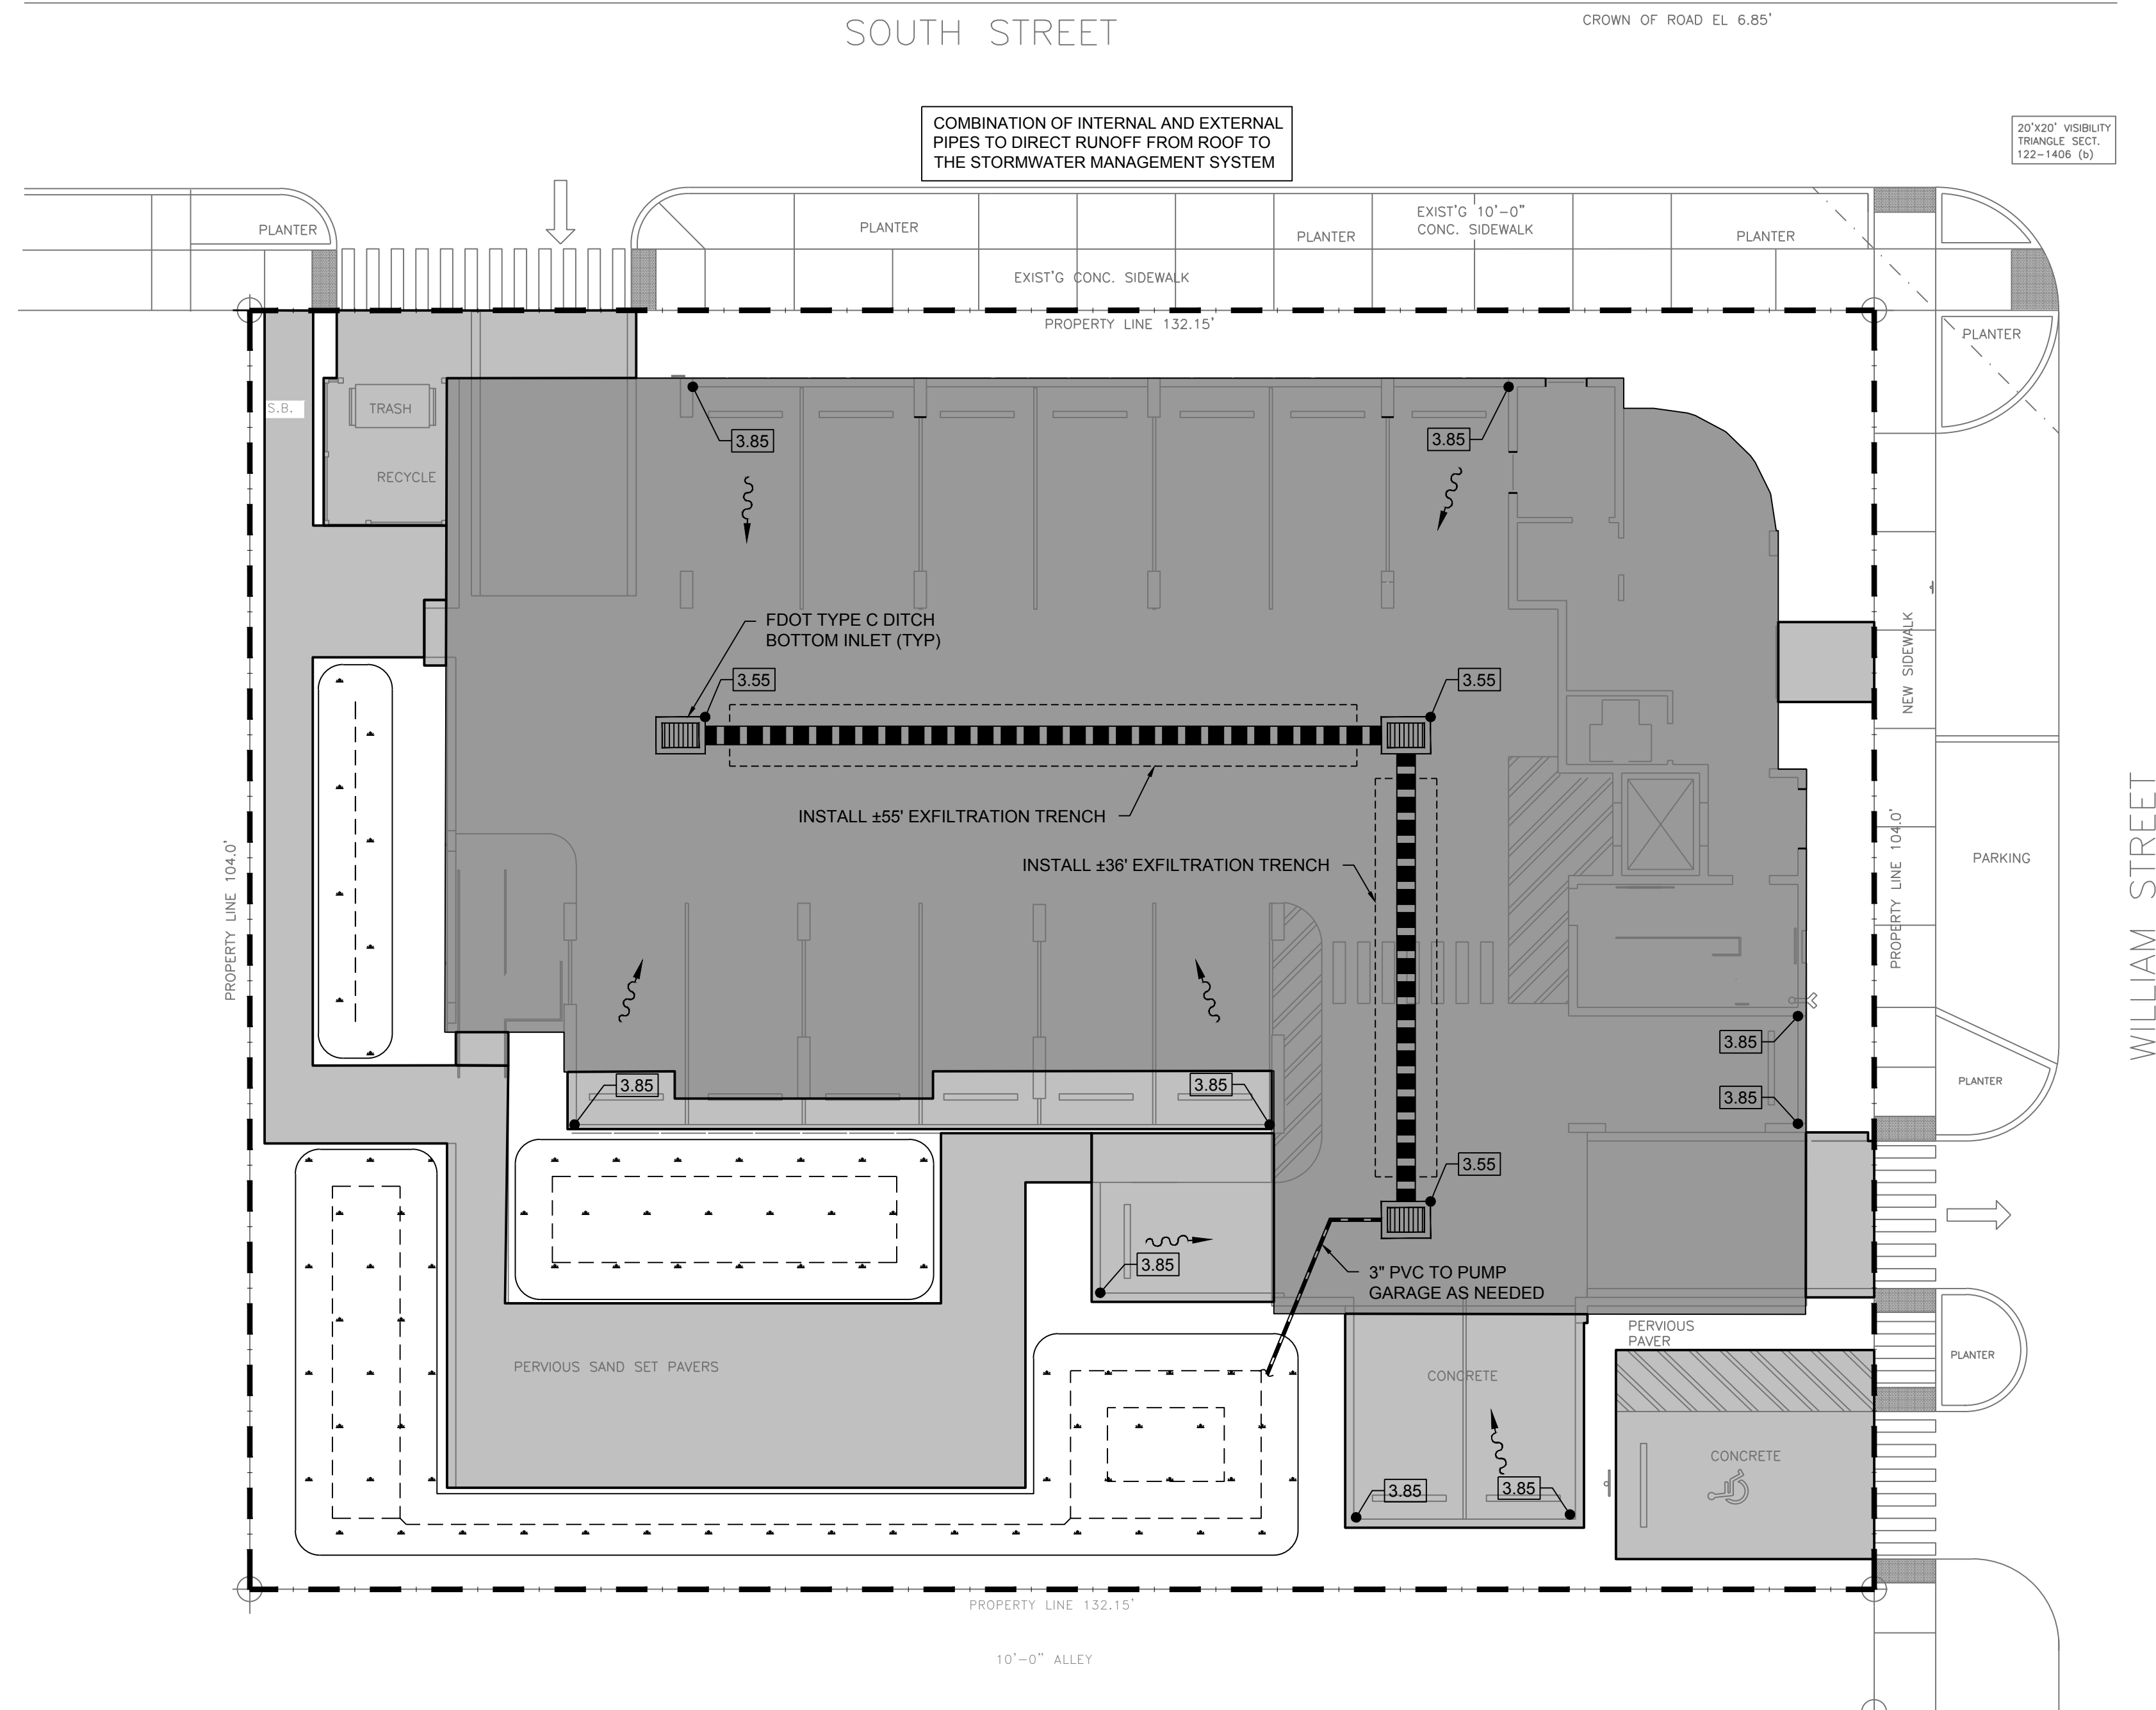 SOUTH STREET
CROWN OF ROAD EL 6.85'
COMBINATION OF INTERNAL AND EXTERNAL
PIPES TO DIRECT RUNOFF FROM ROOF TO
THE STORMWATER MANAGEMENT SYSTEM
20'X20' VISIBILITY
TRIANGLE SECT.
122-1406 (b)
PLANTER
PLANTER
PLANTER
EXIST'G 10'-0"
CONC. SIDEWALK
PLANTER
EXIST'G CONC. SIDEWALK
PROPERTY LINE 132.15'
PLANTER
S.B.
TRASH
RECYCLE
3.85
3.85
FDOT TYPE C DITCH
BOTTOM INLET (TYP)
3.55
3.55
NEW SIDEWALK
INSTALL ±55' EXFILTRATION TRENCH
INSTALL ±36' EXFILTRATION TRENCH
PROPERTY LINE 104.0'
PROPERTY LINE 104.0'
PARKING
WILLIAM STREET
3.85
3.85
3.85
3.85
PLANTER
3.55
3.85
3" PVC TO PUMP
GARAGE AS NEEDED
PERVIOUS
PAVER
PLANTER
PERVIOUS SAND SET PAVERS
CONCRETE
CONCRETE
3.85
3.85
PROPERTY LINE 132.15'
10'-0" ALLEY